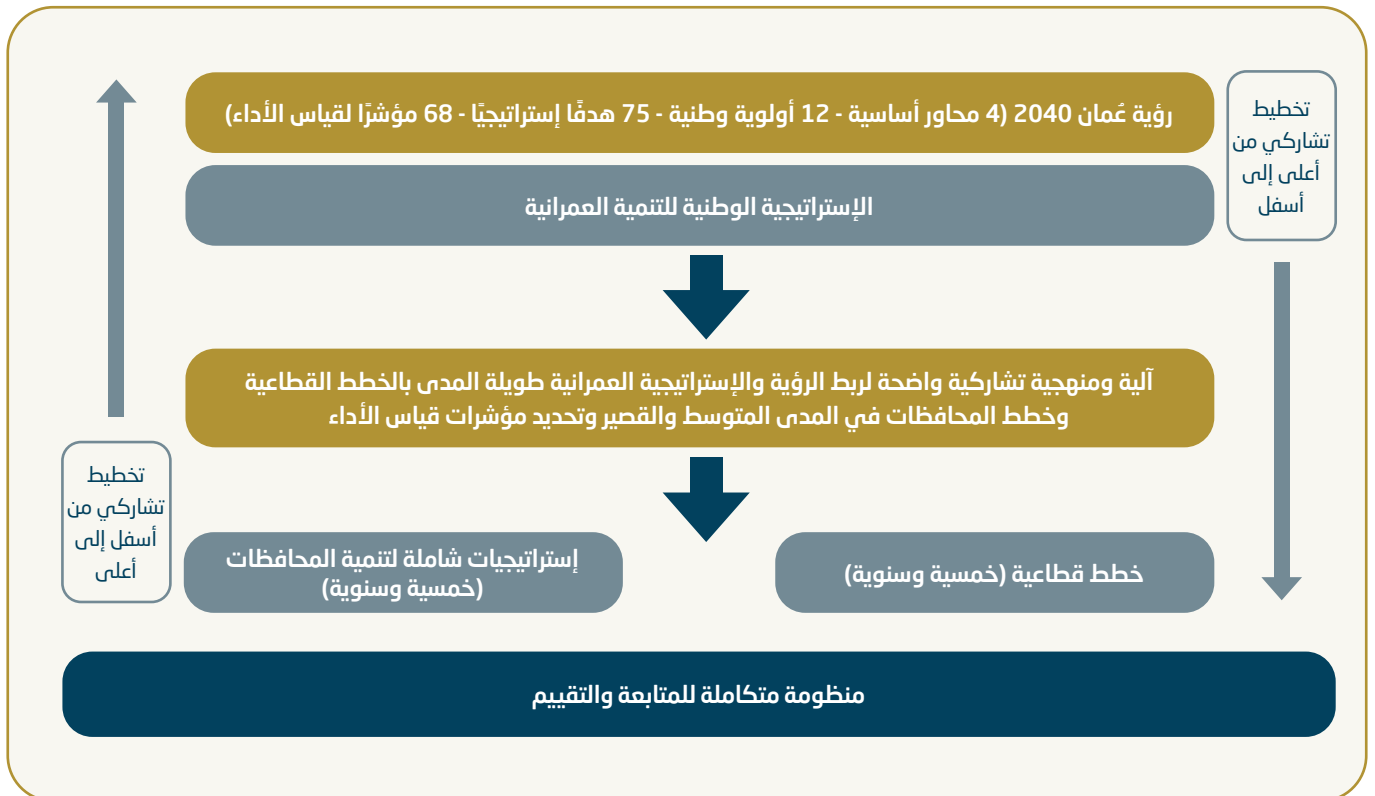 رؤية عُمان 2040 (4 محاور أساسية - 12 أولوية وطنية - 75 هدفًا إستراتيجيًا - 68 مؤشرًا لقياس الأداء)
تخطيط
تشاركي من
أعلى إلى
أسفل
الإستراتيجية الوطنية للتنمية العمرانية
آلية ومنهجية تشاركية واضحة لربط الرؤية والإستراتيجية العمرانية طويلة المدى بالخطط القطاعية
وخطط المحافظات في المدى المتوسط والقصير وتحديد مؤشرات قياس الأداء
تخطيط
تشاركي من
أسفل إلى
أعلى
خطط قطاعية (خمسية وسنوية)
إستراتيجيات شاملة لتنمية المحافظات
(خمسية وسنوية)
منظومة متكاملة للمتابعة والتقييم